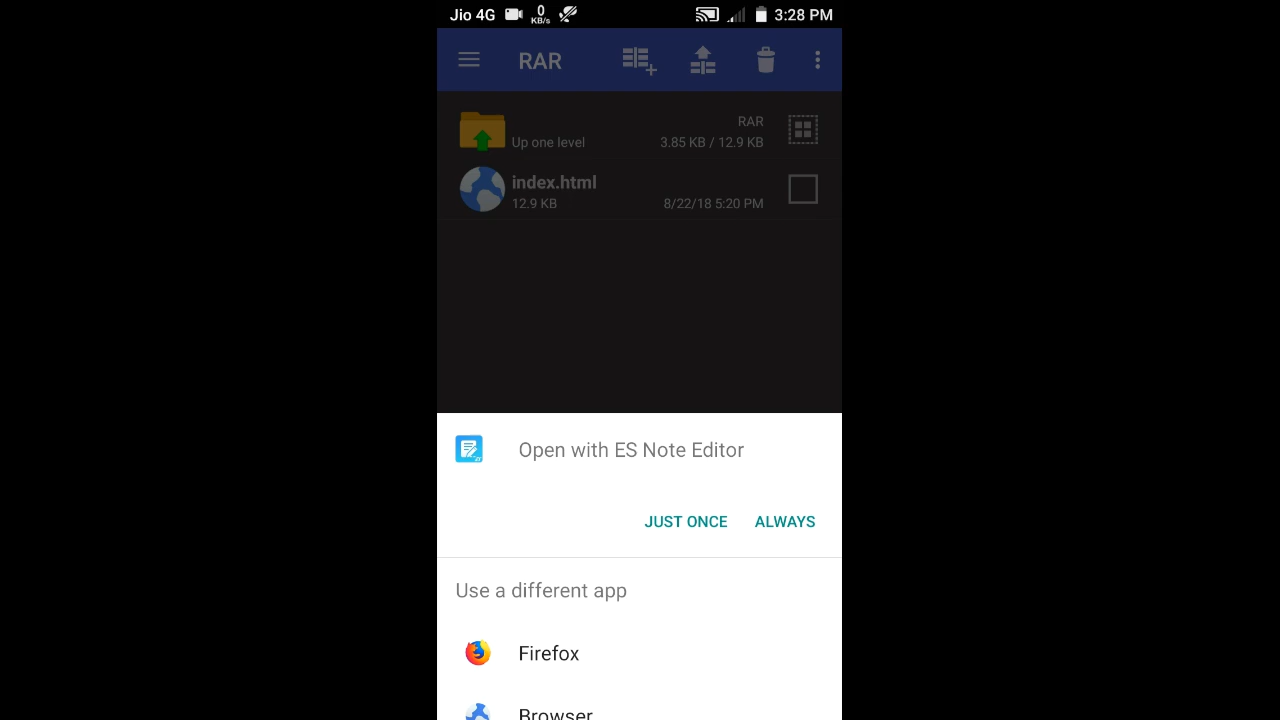 Jio 4G 0 KB/s 3:28 PM
RAR
RAR
Up one level 3.85 KB / 12.9 KB
index.html
12.9 KB 8/22/18 5:20 PM
Open with ES Note Editor
JUST ONCE ALWAYS
Use a different app
Firefox
Browser